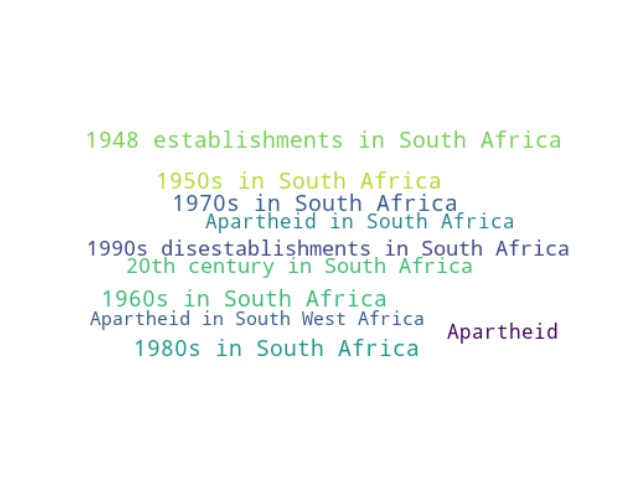 1948 establishments in South Africa
1950s in South Africa
1970s in South Africa
Apartheid in South Africa
1990s disestablishments in South Africa
20th century in South Africa
1960s in South Africa
Apartheid in South West Africa
Apartheid
1980s in South Africa